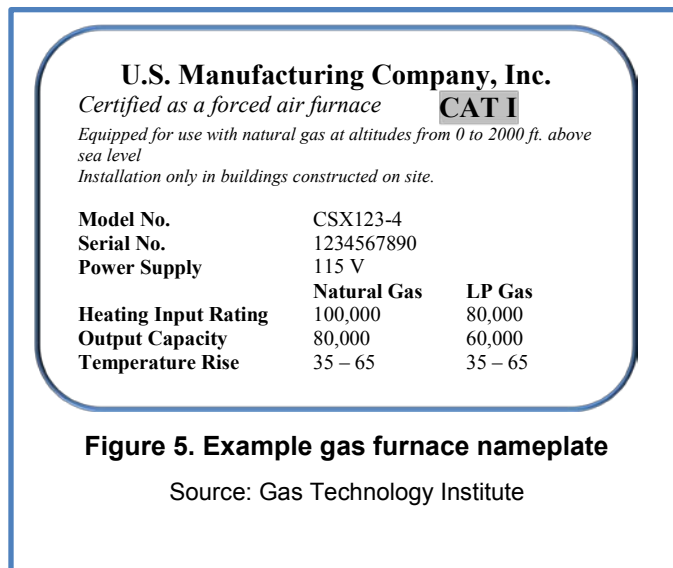 U.S. Manufacturing Company, Inc.
Certified as a forced air furnace CAT I
Equipped for use with natural gas at altitudes from 0 to 2000 ft. above
sea level
Installation only in buildings constructed on site.
Model No. CSX123-4
Serial No. 1234567890
Power Supply 115 V
Natural Gas LP Gas
Heating Input Rating 100,000 80,000
Output Capacity 80,000 60,000
Temperature Rise 35 – 65 35 – 65
Figure 5. Example gas furnace nameplate
Source: Gas Technology Institute